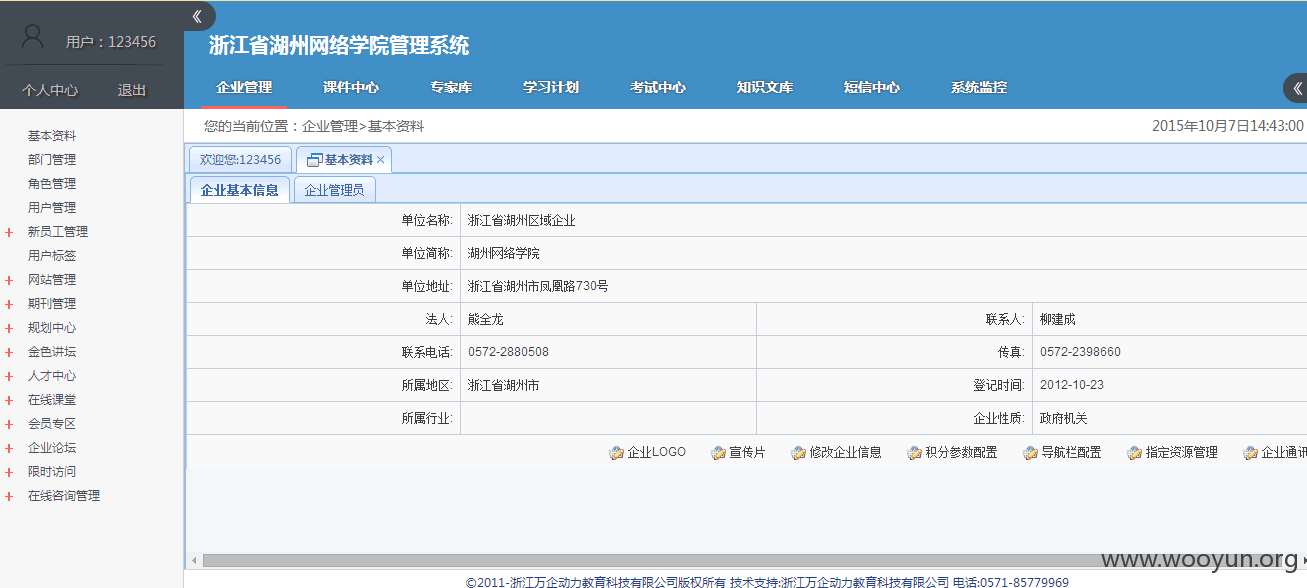 《
用户：123456
个人中心 退出
浙江省湖州网络学院管理系统
企业管理 课件中心 专家库 学习计划 考试中心 知识文库 短信中心 系统监控
《
您的当前位置：企业管理>基本资料
2015年10月7日14:43:00
基本资料
部门管理
角色管理
用户管理
+ 新员工管理
用户标签
+ 网站管理
+ 期刊管理
+ 规划中心
+ 金色讲坛
+ 人才中心
+ 在线课堂
+ 会员专区
+ 企业论坛
+ 限时访问
+ 在线咨询管理
欢迎您:123456 基本资料 ×
企业基本信息 企业管理员
单位名称: 浙江省湖州区域企业
单位简称: 湖州网络学院
单位地址: 浙江省湖州市凤凰路730号
法人: 熊全龙 联系人: 柳建成
联系电话: 0572-2880508 传真: 0572-2398660
所属地区: 浙江省湖州市 登记时间: 2012-10-23
所属行业: 企业性质: 政府机关
企业LOGO 宣传片 修改企业信息 积分参数配置 导航栏配置 指定资源管理 企业通讯
www.wooyun.org
©2011-浙江万企动力教育科技有限公司版权所有 技术支持:浙江万企动力教育科技有限公司 电话:0571-85779969